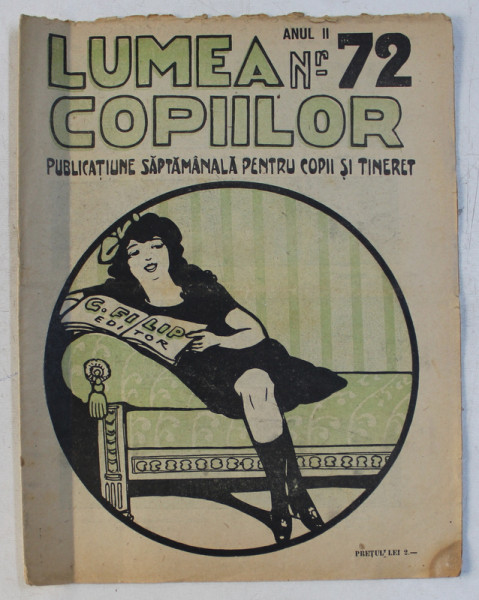 ANUL II
LUMEA Nr 72
COPIILOR
PUBLICAȚIUNE SĂPTĂMÂNALĂ PENTRU COPII ȘI TINERET
C. FILIP
EDITOR
PREȚUL LEI 2.—